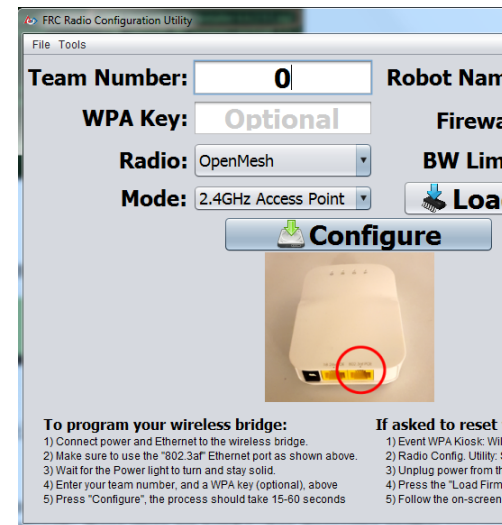 FRC Radio Configuration Utility
File Tools
Team Number: 0 Robot Nam
WPA Key: Optional Firewa
Radio: OpenMesh BW Lim
Mode: 2.4GHz Access Point Loa
Configure
To program your wireless bridge:
1) Connect power and Ethernet to the wireless bridge.
2) Make sure to use the "802.3af" Ethernet port as shown above.
3) Wait for the Power light to turn and stay solid.
4) Enter your team number, and a WPA key (optional), above
5) Press "Configure", the process should take 15-60 seconds
If asked to reset
1) Event WPA Kiosk: Wil
2) Radio Config. Utility: S
3) Unplug power from th
4) Press the "Load Firm
5) Follow the on-screen